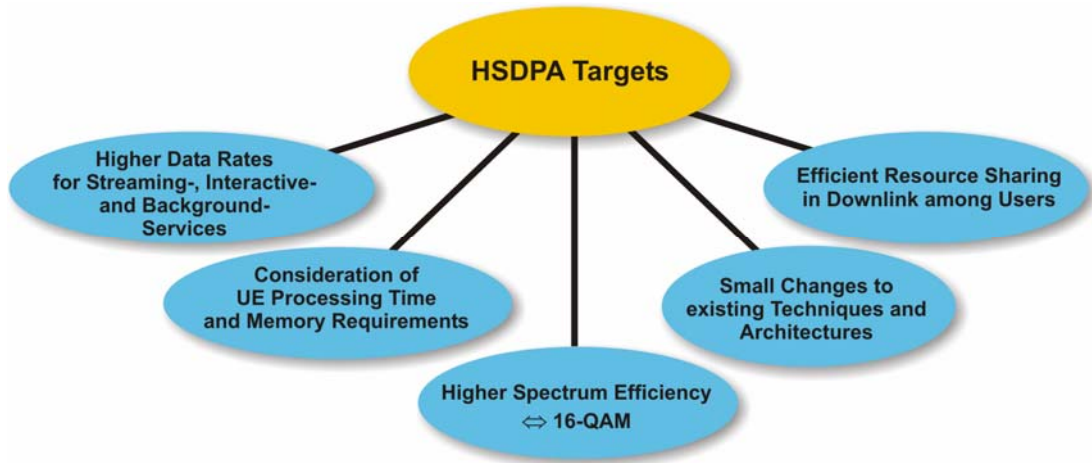 HSDPA Targets
Higher Data Rates
for Streaming-, Interactive-
and Background-
Services
Efficient Resource Sharing
in Downlink among Users
Consideration of
UE Processing Time
and Memory Requirements
Small Changes to
existing Techniques and
Architectures
Higher Spectrum Efficiency
⇔ 16-QAM